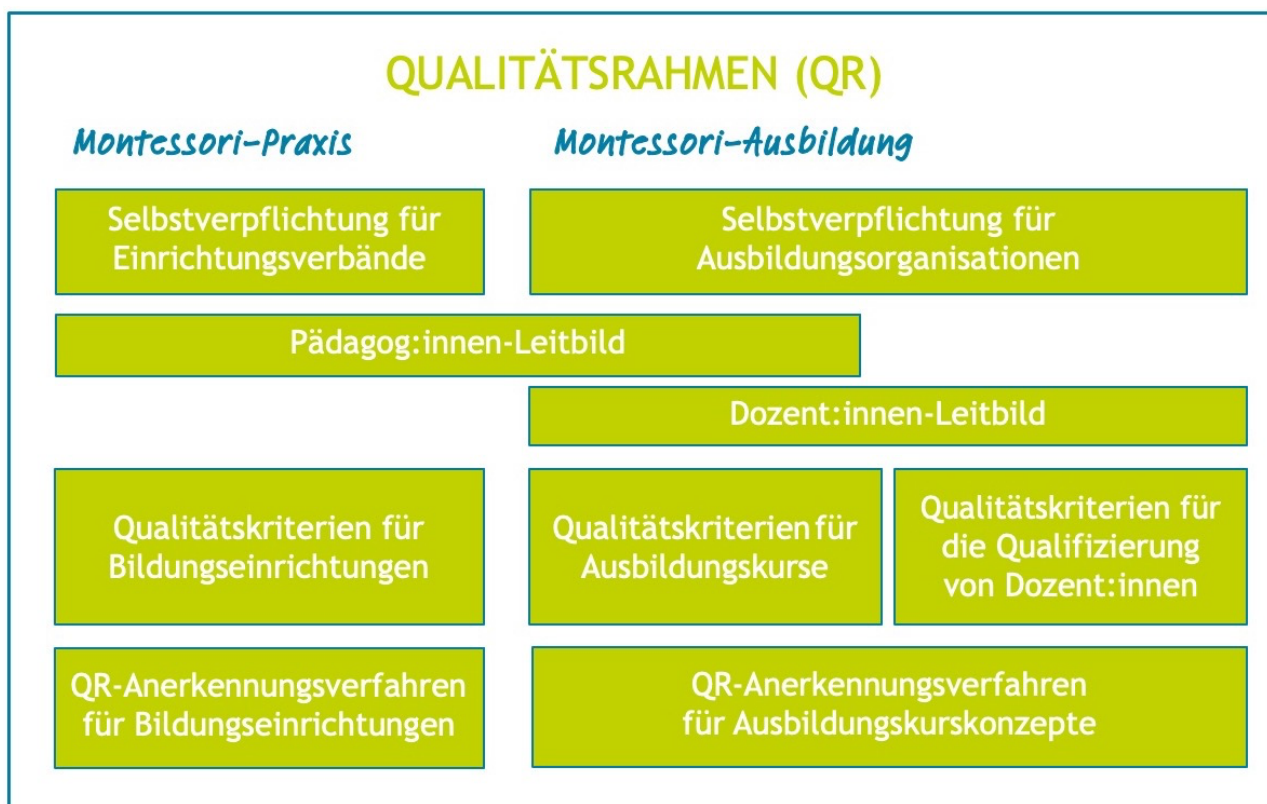 QUALITÄTSRAHMEN (QR)
Montessori-Praxis
Montessori-Ausbildung
Selbstverpflichtung für
Einrichtungsverbände
Selbstverpflichtung für
Ausbildungsorganisationen
Pädagog:innen-Leitbild
Dozent:innen-Leitbild
Qualitätskriterien für
Bildungseinrichtungen
Qualitätskriterien für
Ausbildungskurse
Qualitätskriterien für
die Qualifizierung
von Dozent:innen
QR-Anerkennungsverfahren
für Bildungseinrichtungen
QR-Anerkennungsverfahren
für Ausbildungskurskonzepte